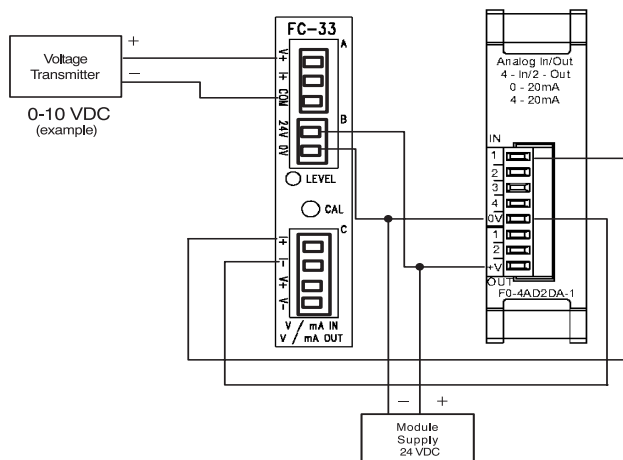 Voltage
Transmitter
+
−
0-10 VDC
(example)
FC-33
A
V+
I+
COM
B
24V
0V
LEVEL
CAL
C
I+
I-
V+
V-
V / mA IN
V / mA OUT
Analog In/Out
4 - In/2 - Out
0 - 20mA
4 - 20mA
IN
1
2
3
4
0V
1
2
+V
OUT
F0-4AD2DA-1
− +
Module
Supply
24 VDC